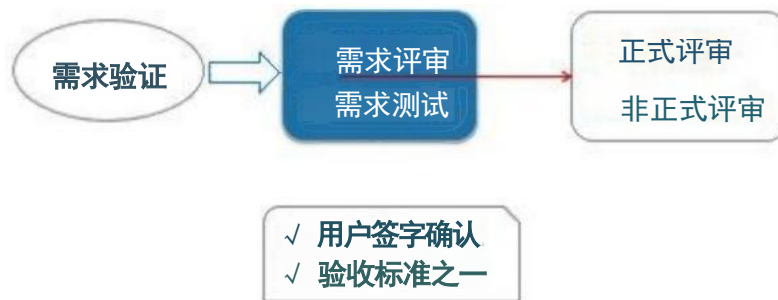 需求验证
需求评审
需求测试
正式评审
非正式评审
√ 用户签字确认
√ 验收标准之一